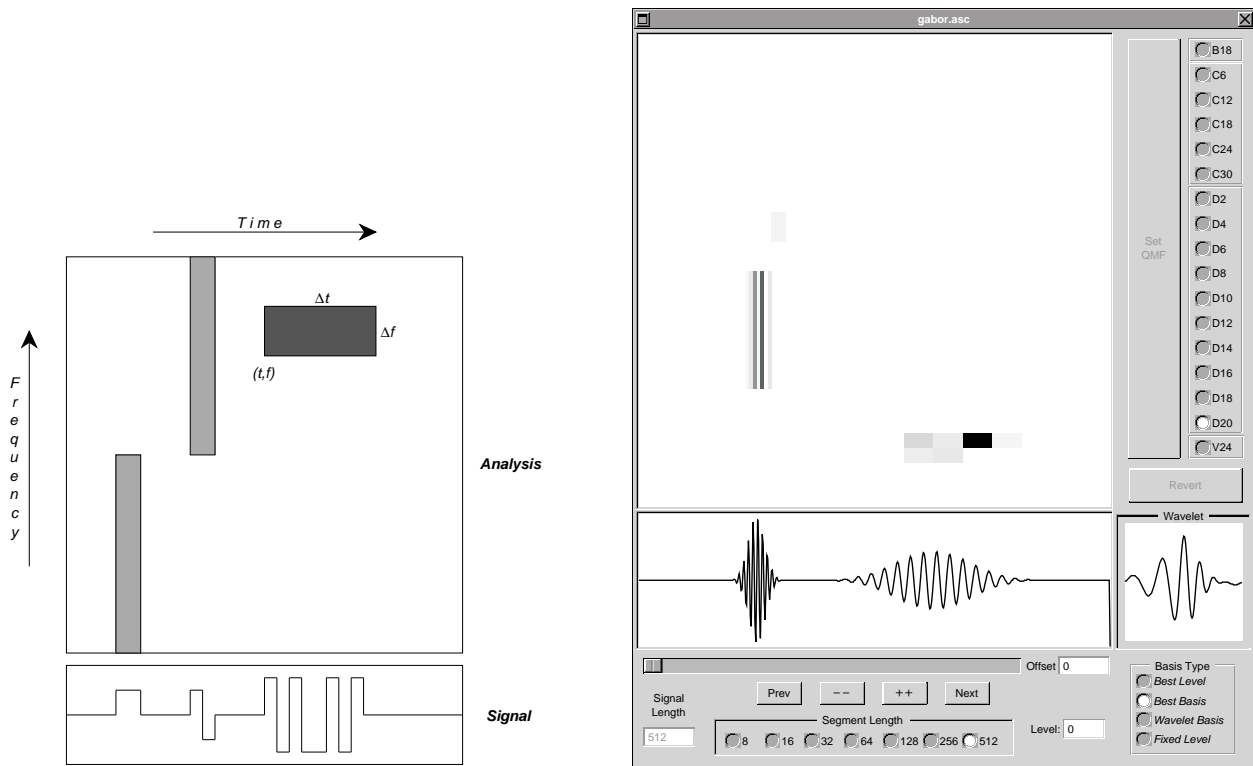 Time
Frequency
Δt
Δf
(t,f)
Analysis
Signal
gabor.asc
B18
C6
C12
C18
C24
C30
D2
D4
D6
D8
D10
D12
D14
D16
D18
D20
V24
Set
QMF
Revert
Wavelet
Offset 0
Prev -- ++ Next
Signal
Length
512
Segment Length
8 16 32 64 128 256 512
Level: 0
Basis Type
Best Level
Best Basis
Wavelet Basis
Fixed Level